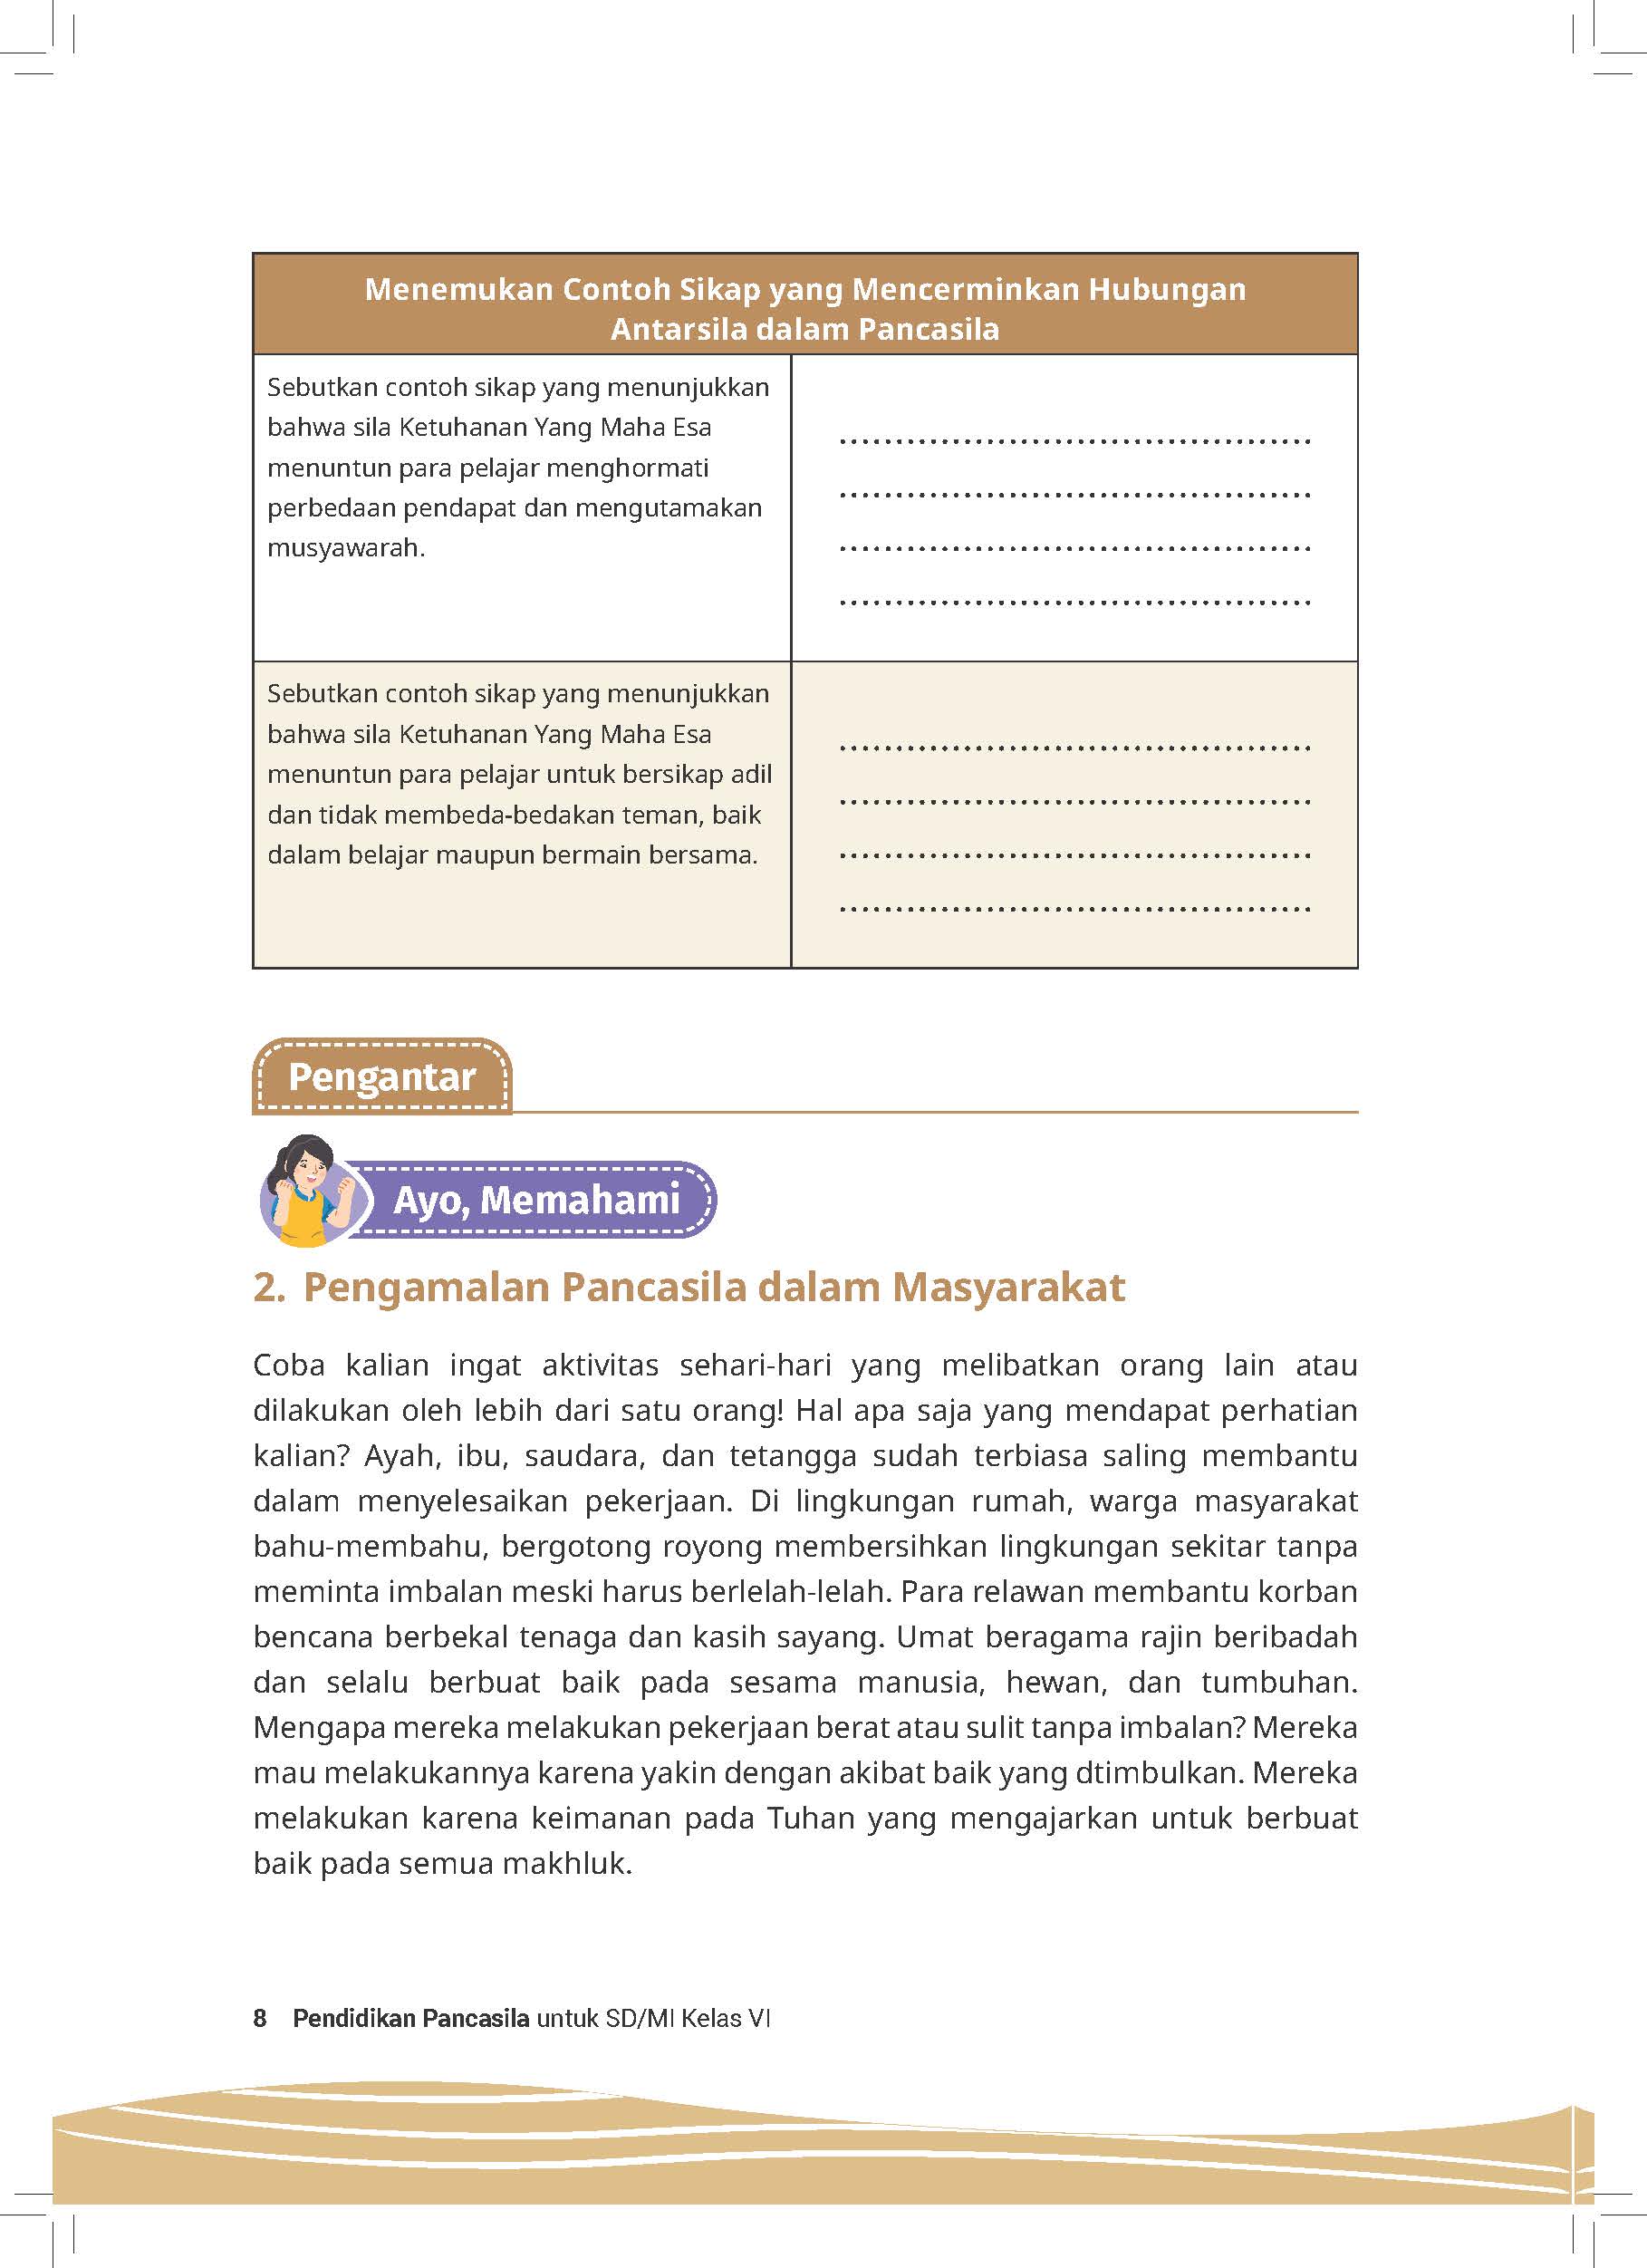 Menemukan Contoh Sikap yang Mencerminkan Hubungan
Antarsila dalam Pancasila
Sebutkan contoh sikap yang menunjukkan
bahwa sila Ketuhanan Yang Maha Esa
menuntun para pelajar menghormati
perbedaan pendapat dan mengutamakan
musyawarah.
..........................................
..........................................
..........................................
..........................................
Sebutkan contoh sikap yang menunjukkan
bahwa sila Ketuhanan Yang Maha Esa
menuntun para pelajar untuk bersikap adil
dan tidak membeda-bedakan teman, baik
dalam belajar maupun bermain bersama.
..........................................
..........................................
..........................................
..........................................
Pengantar
Ayo, Memahami
2. Pengamalan Pancasila dalam Masyarakat
Coba kalian ingat aktivitas sehari-hari yang melibatkan orang lain atau
dilakukan oleh lebih dari satu orang! Hal apa saja yang mendapat perhatian
kalian? Ayah, ibu, saudara, dan tetangga sudah terbiasa saling membantu
dalam menyelesaikan pekerjaan. Di lingkungan rumah, warga masyarakat
bahu-membahu, bergotong royong membersihkan lingkungan sekitar tanpa
meminta imbalan meski harus berlelah-lelah. Para relawan membantu korban
bencana berbekal tenaga dan kasih sayang. Umat beragama rajin beribadah
dan selalu berbuat baik pada sesama manusia, hewan, dan tumbuhan.
Mengapa mereka melakukan pekerjaan berat atau sulit tanpa imbalan? Mereka
mau melakukannya karena yakin dengan akibat baik yang dtimbulkan. Mereka
melakukan karena keimanan pada Tuhan yang mengajarkan untuk berbuat
baik pada semua makhluk.
8 Pendidikan Pancasila untuk SD/MI Kelas VI